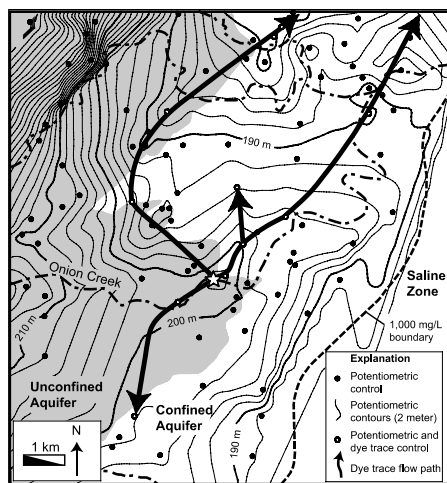 190 m
Onion Creek
Saline
Zone
200 m
210 m
1,000 mg/L
boundary
Unconfined
Aquifer
Confined
Aquifer
190 m
1 km
N
Explanation
Potentiometric
control
Potentiometric
contours (2 meter)
Potentiometric and
dye trace control
Dye trace flow path